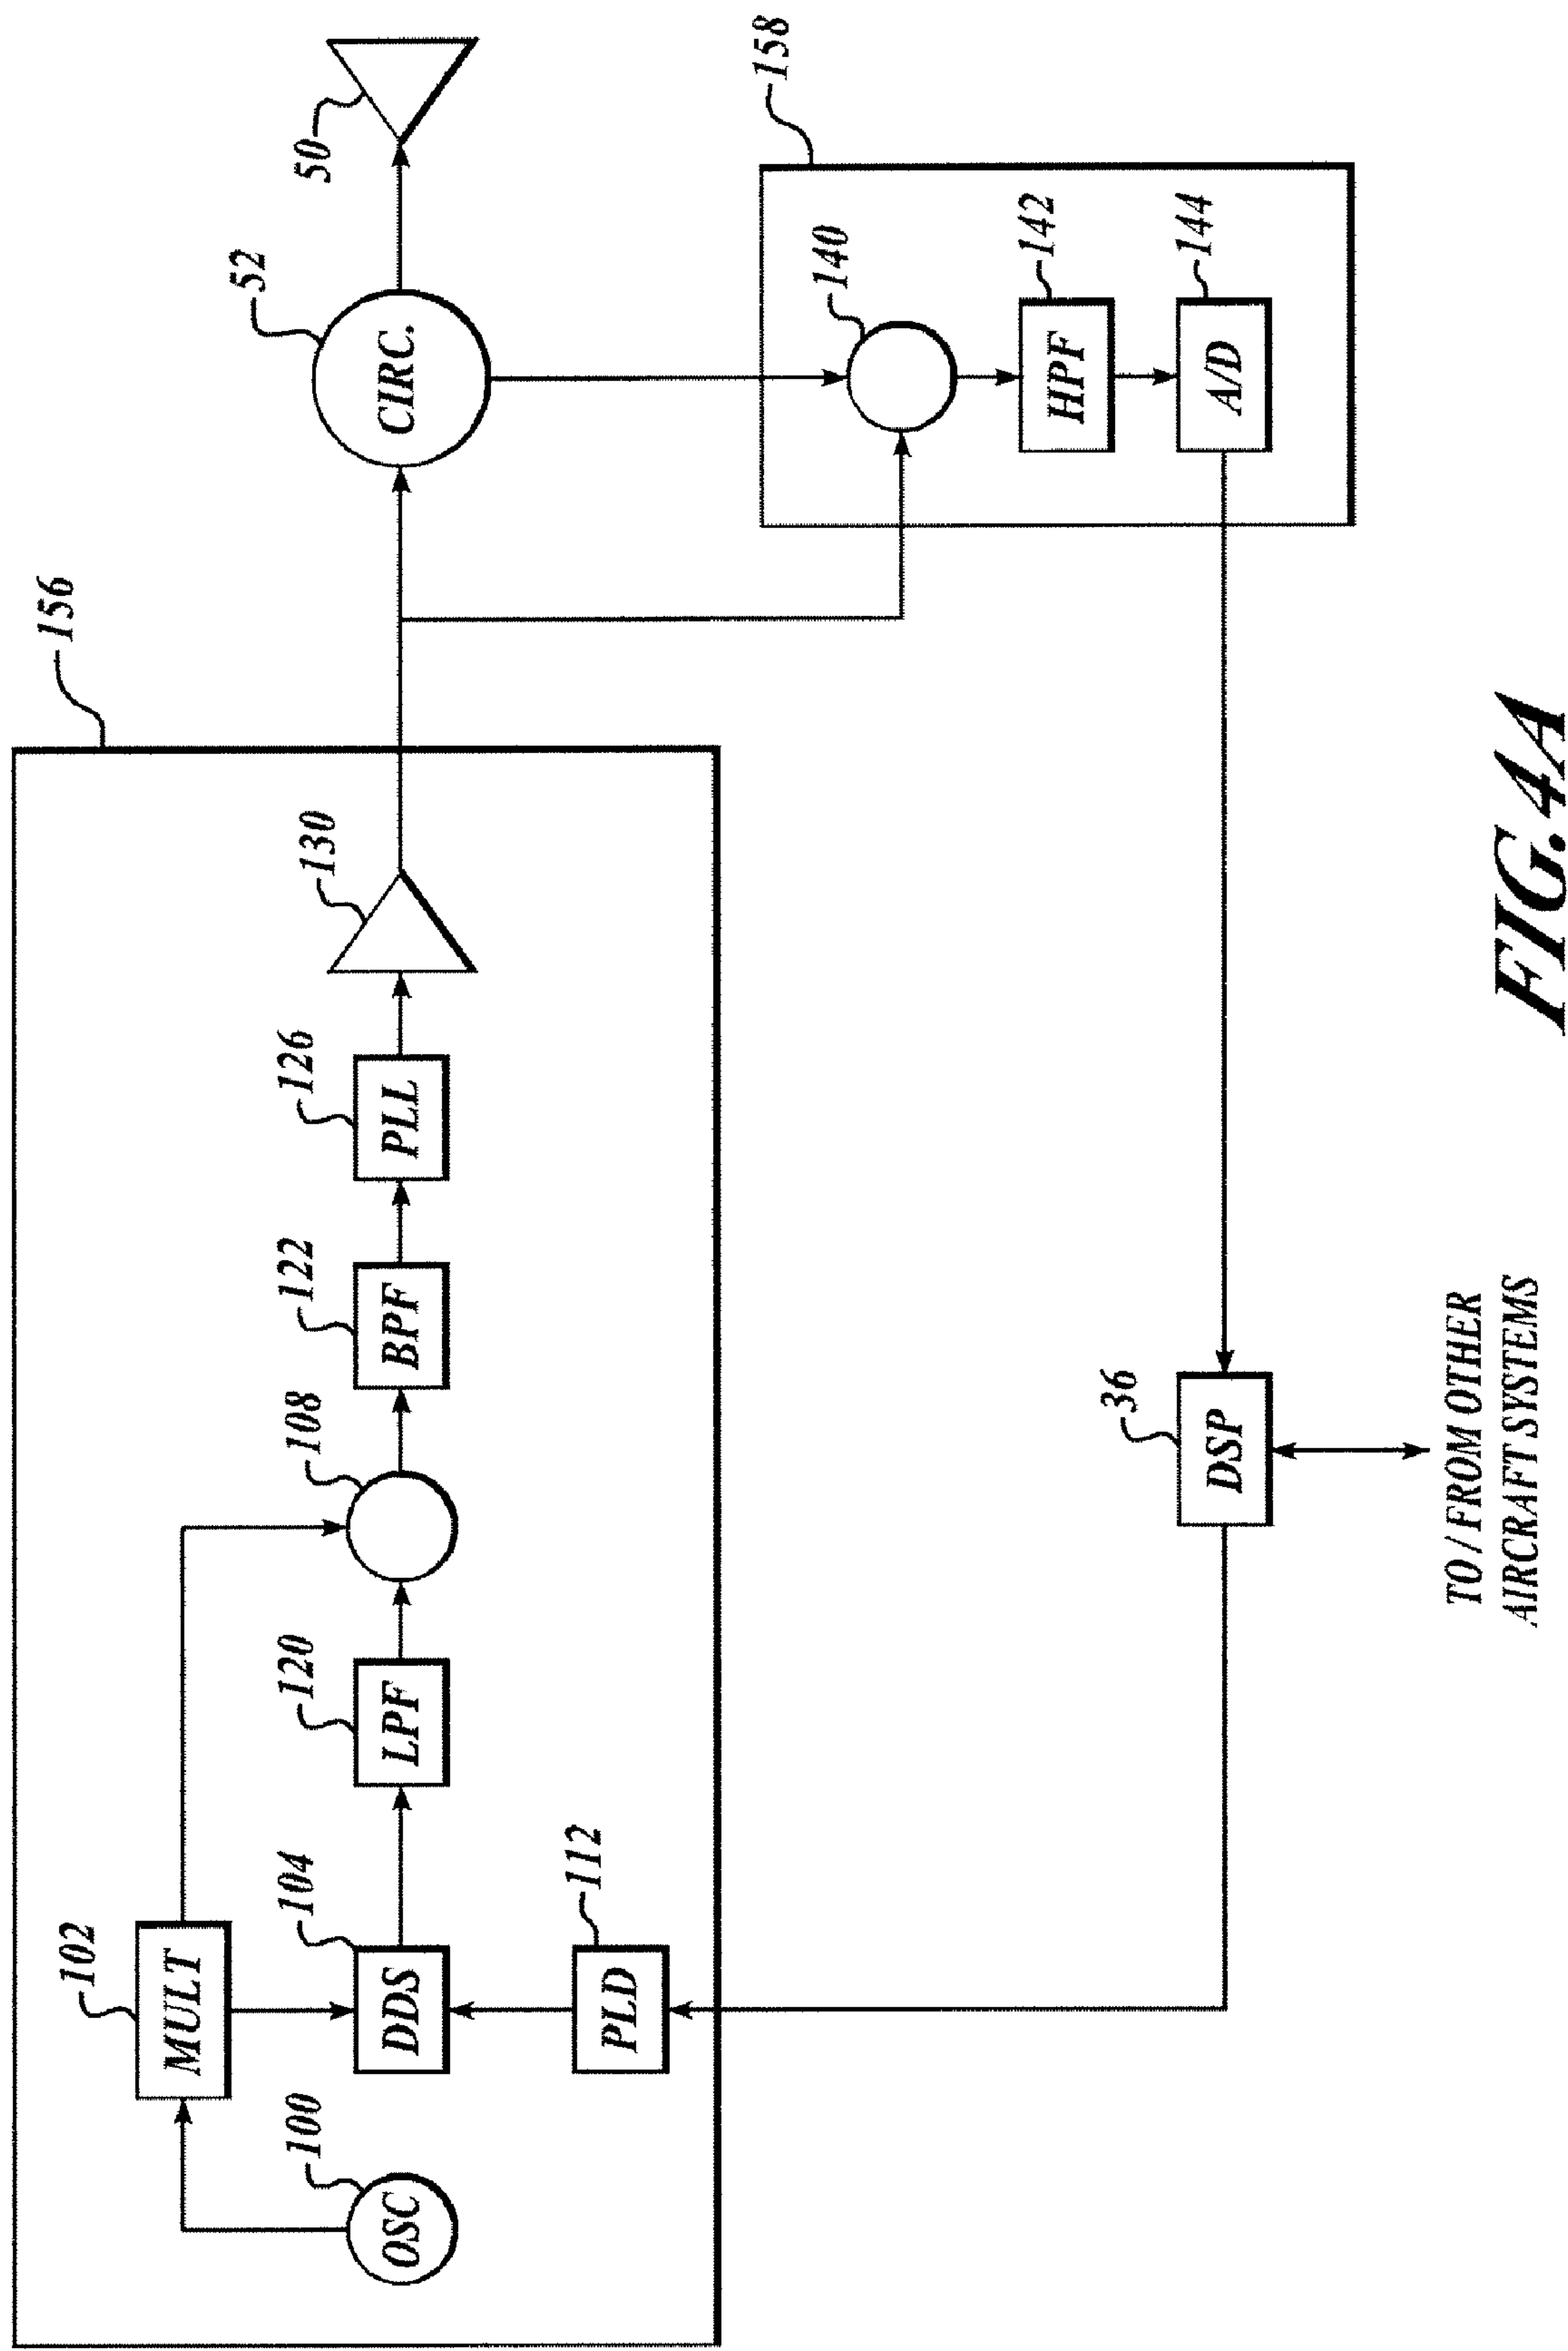 156
102
MULT
100
OSC
104
DDS
112
PLD
120
LPF
108
122
BPF
126
PLL
130
52
CIRC.
50
158
140
142
HPF
144
A/D
36
DSP
TO / FROM OTHER
AIRCRAFT SYSTEMS
FIG.4A